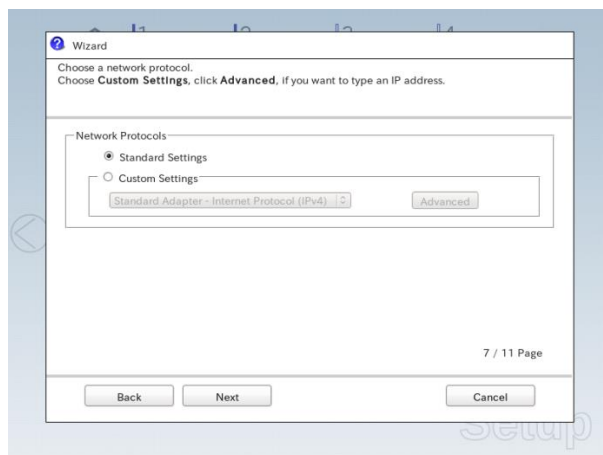 Wizard
Choose a network protocol.
Choose Custom Settings, click Advanced, if you want to type an IP address.
Network Protocols
Standard Settings
Custom Settings
Standard Adapter - Internet Protocol (IPv4)
Advanced
7 / 11 Page
Back
Next
Cancel
Setup